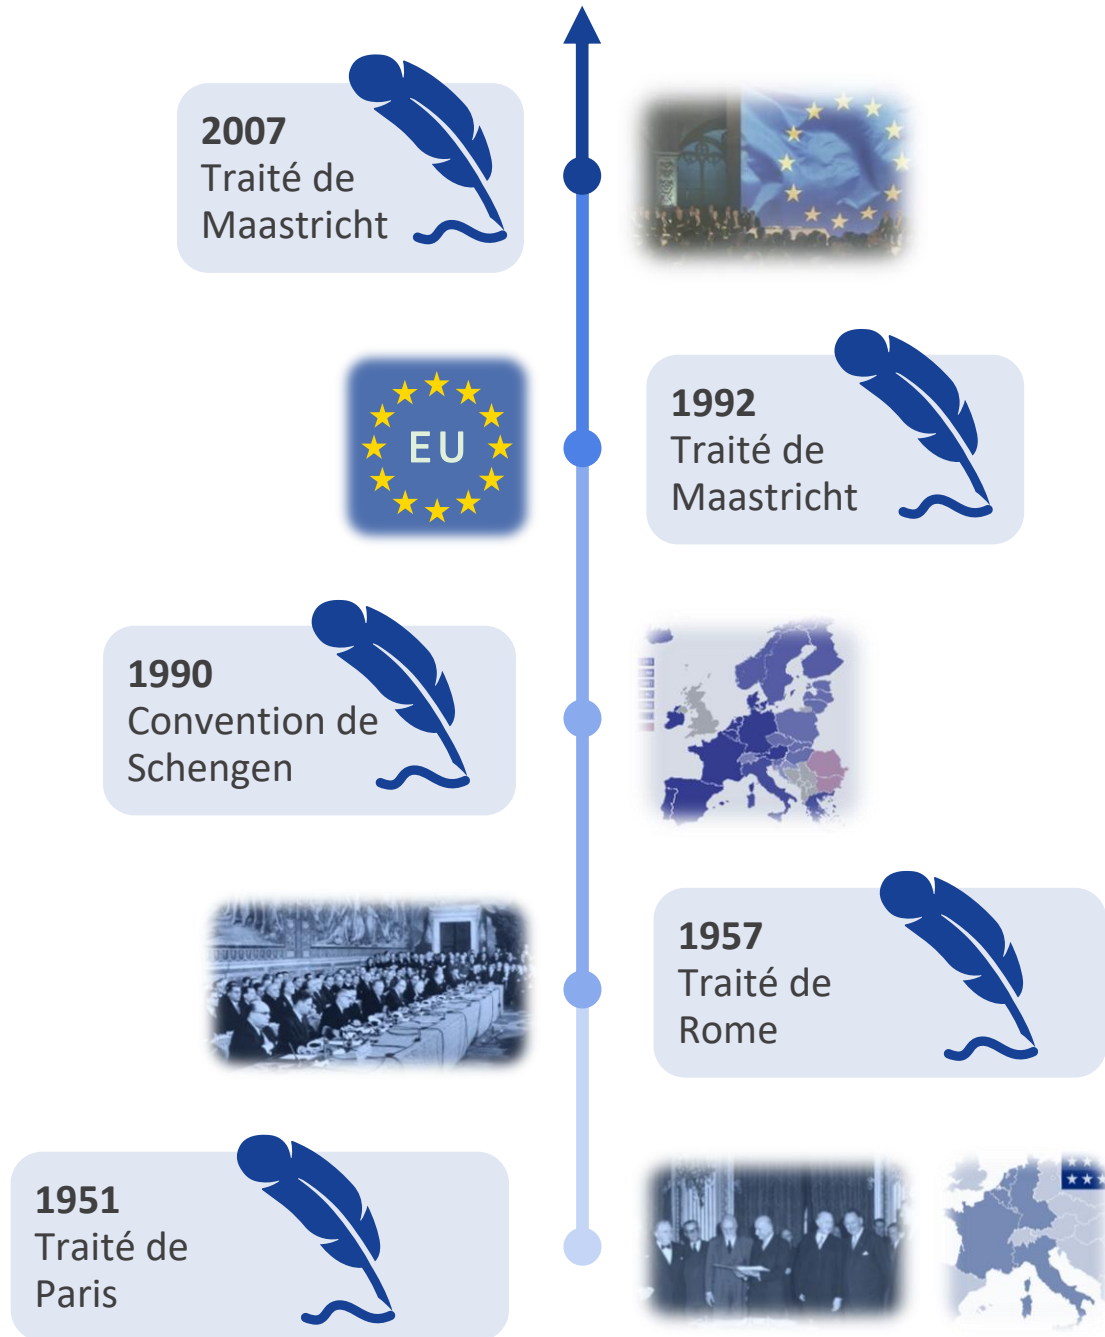 2007
Traité de
Maastricht
EU
1992
Traité de
Maastricht
1990
Convention de
Schengen
1957
Traité de
Rome
1951
Traité de
Paris